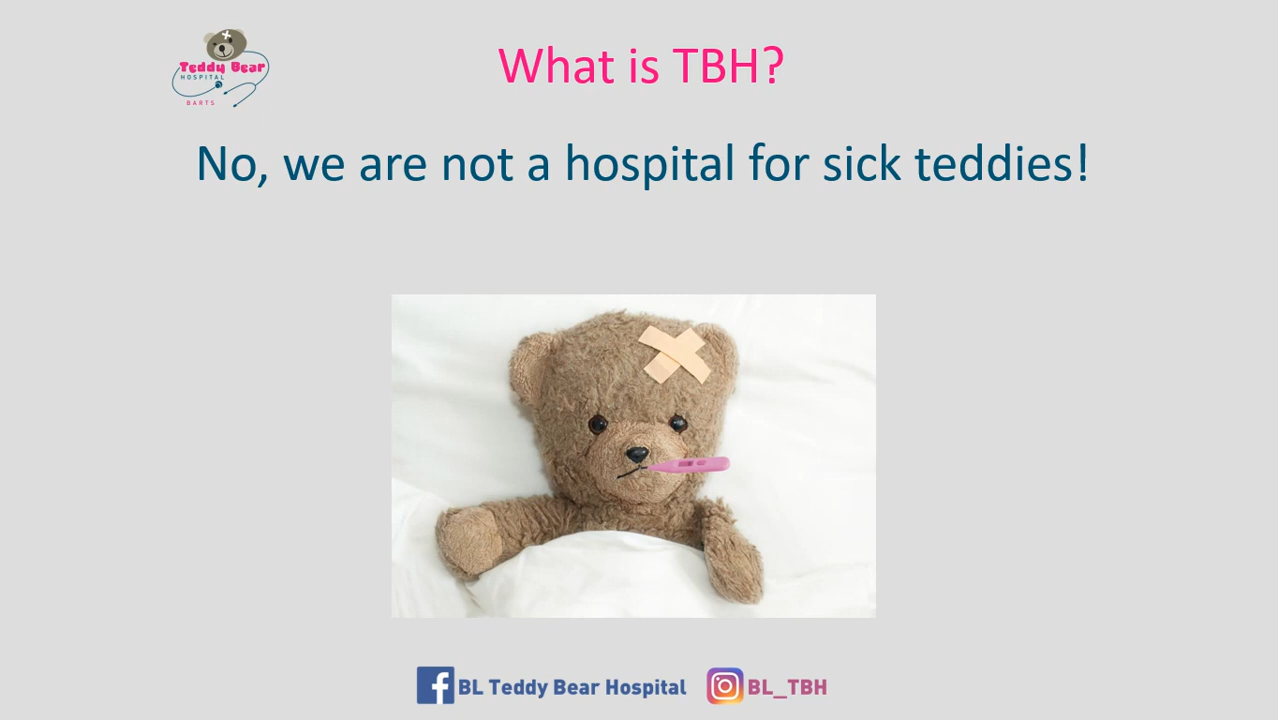 Teddy Bear
HOSPITAL
BARTS
What is TBH?
No, we are not a hospital for sick teddies!
BL Teddy Bear Hospital
BL_TBH